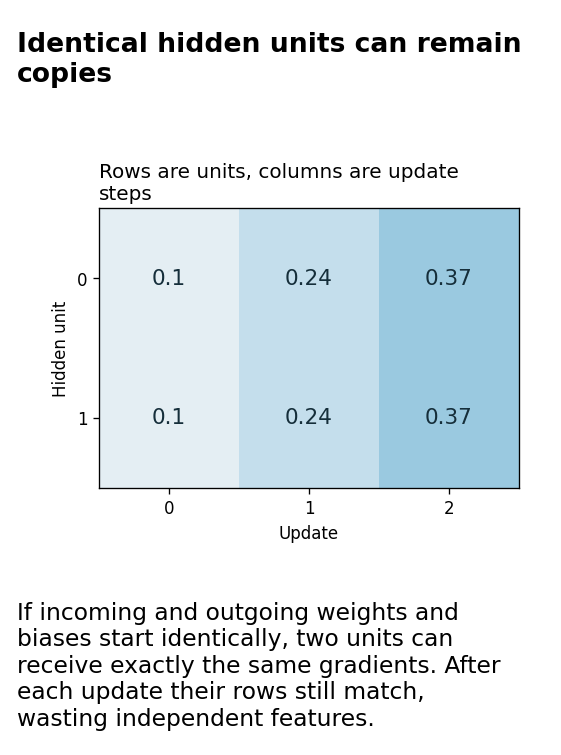 Identical hidden units can remain
copies
Rows are units, columns are update
steps
0 0.1 0.24 0.37
Hidden unit
1 0.1 0.24 0.37
0 1 2
Update
If incoming and outgoing weights and
biases start identically, two units can
receive exactly the same gradients. After
each update their rows still match,
wasting independent features.